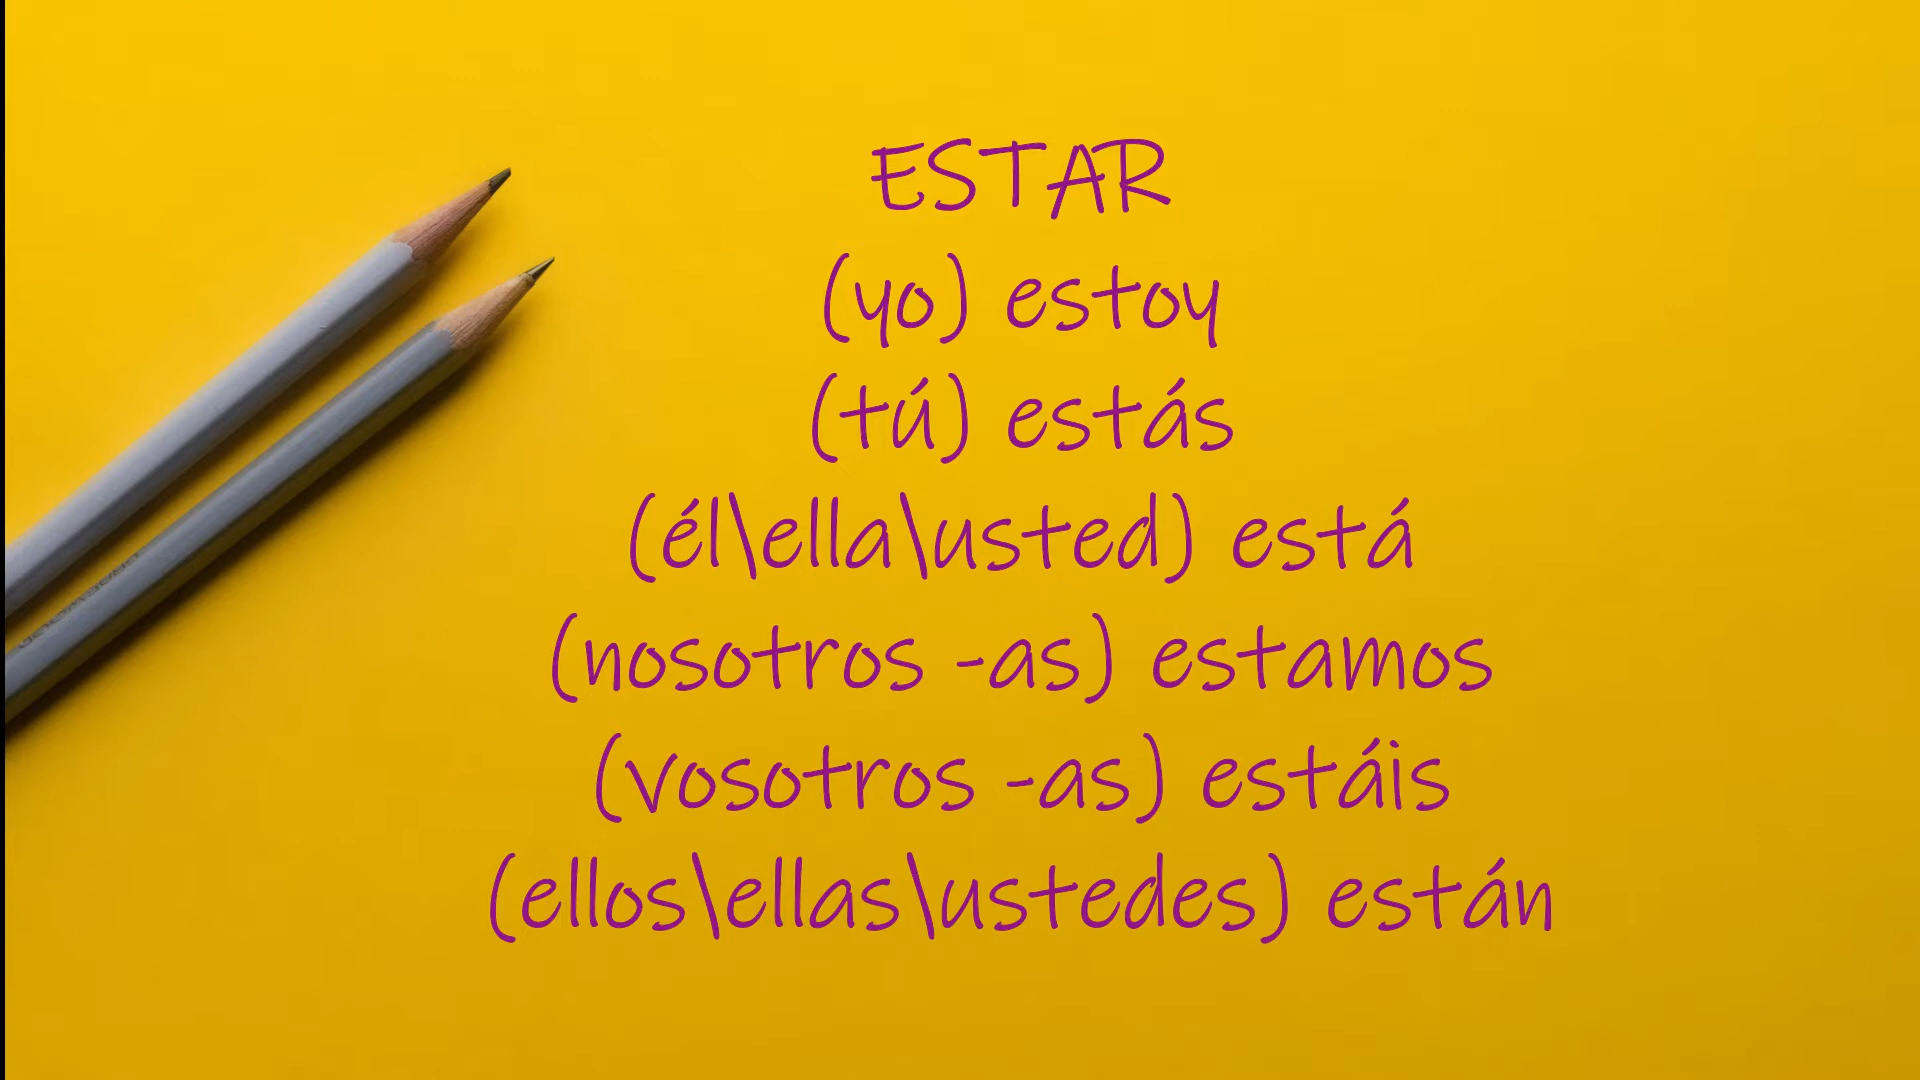 ESTAR
(yo) estoy
(tú) estás
(él\ella\usted) está
(nosotros -as) estamos
(vosotros -as) estáis
(ellos\ellas\ustedes) están